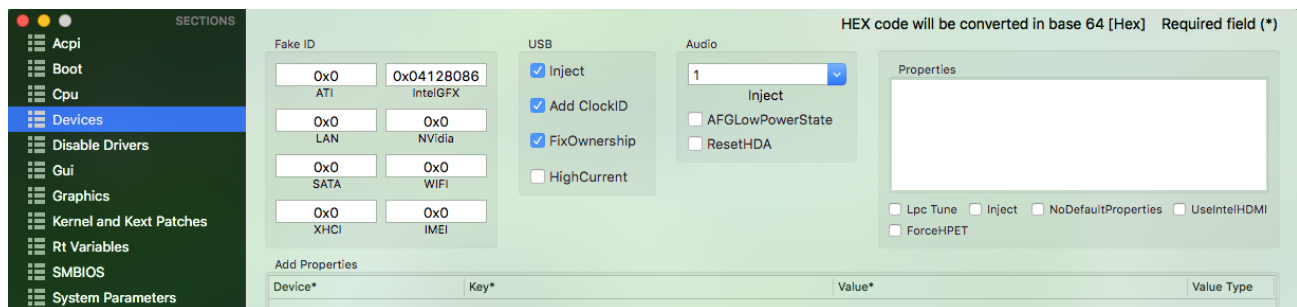 SECTIONS
HEX code will be converted in base 64 [Hex] Required field (*)
Acpi
Boot
Cpu
Devices
Disable Drivers
Gui
Graphics
Kernel and Kext Patches
Rt Variables
SMBIOS
System Parameters
Fake ID
0x0
ATI
0x04128086
IntelGFX
0x0
LAN
0x0
NVidia
0x0
SATA
0x0
WIFI
0x0
XHCI
0x0
IMEI
USB
Inject
Add ClockID
FixOwnership
HighCurrent
Audio
1
Inject
AFGLowPowerState
ResetHDA
Properties
Lpc Tune Inject NoDefaultProperties UseIntelHDMI
ForceHPET
Add Properties
Device* Key* Value* Value Type